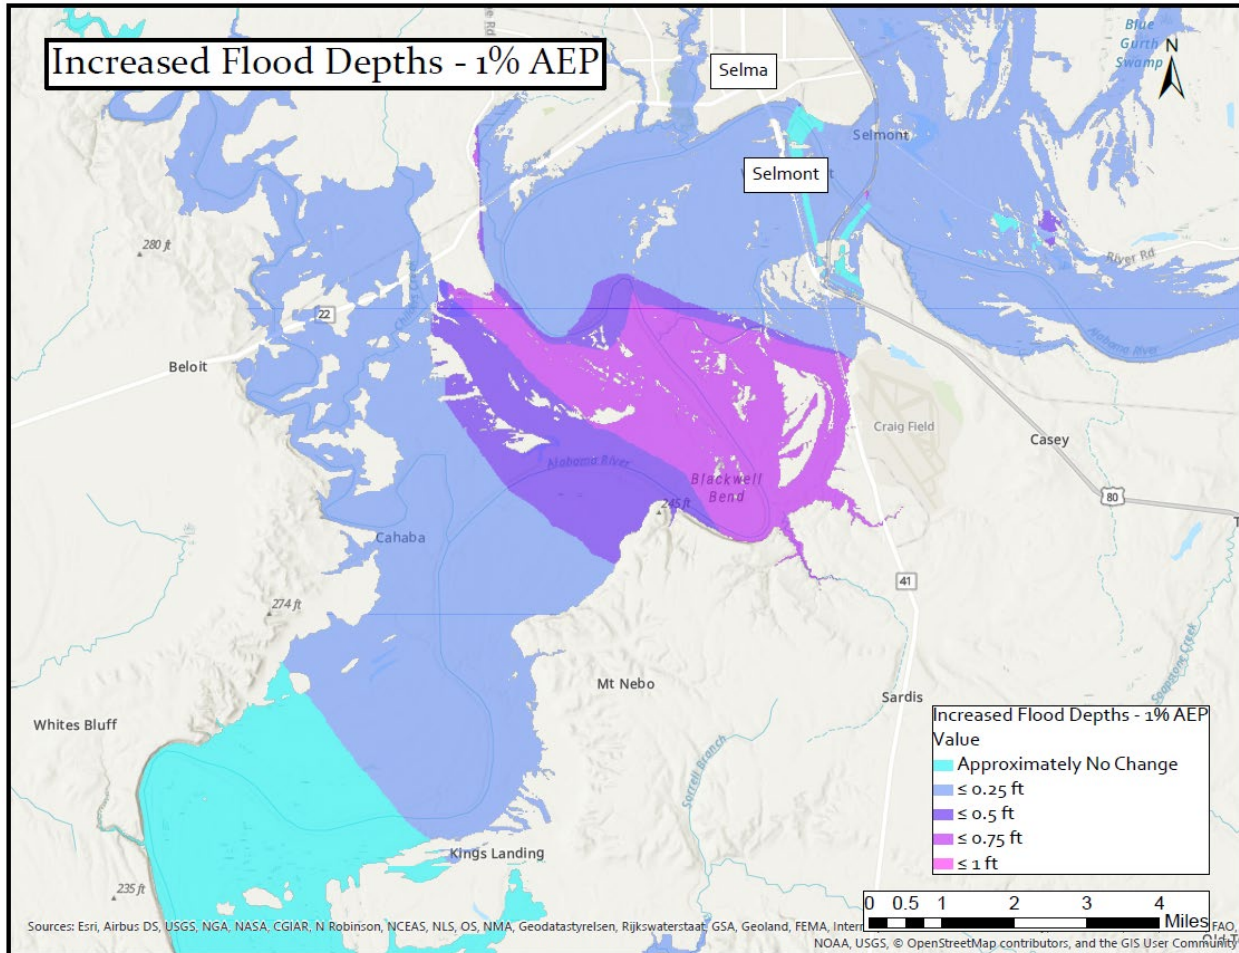 Increased Flood Depths - 1% AEP
Blue
Gurth
Swamp
N
Selma
Selmont
Selmont
280 ft
River Rd
22
Alabama River
Beloit
Craig Field
Casey
Alabama River
Blackwell
Bend
245 ft
80
Cahaba
41
274 ft
Mt Nebo
Sardis
Soapstone Creek
Whites Bluff
Sorrell Branch
Increased Flood Depths - 1% AEP
Value
Approximately No Change
≤ 0.25 ft
≤ 0.5 ft
≤ 0.75 ft
≤ 1 ft
Kings Landing
235 ft
0 0.5 1 2 3 4
Miles
Sources: Esri, Airbus DS, USGS, NGA, NASA, CGIAR, N Robinson, NCEAS, NLS, OS, NMA, Geodatastyrelsen, Rijkswaterstaat, GSA, Geoland, FEMA, FAO,
NOAA, USGS, © OpenStreetMap contributors, and the GIS User Community